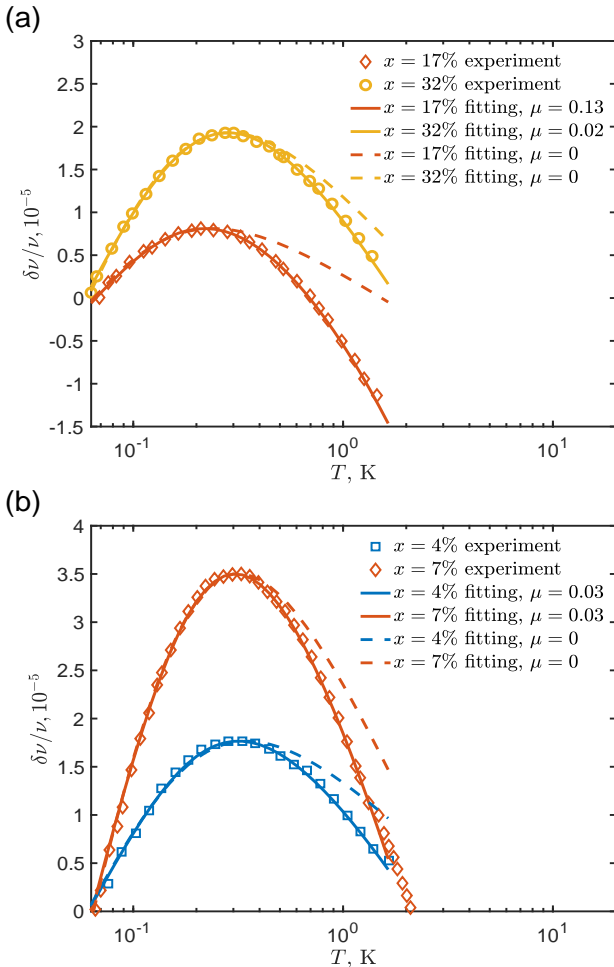 (a)
3
2.5
2
1.5
1
0.5
0
-0.5
-1
-1.5
δν/ν, 10⁻⁵
x = 17% experiment
x = 32% experiment
x = 17% fitting, μ = 0.13
x = 32% fitting, μ = 0.02
x = 17% fitting, μ = 0
x = 32% fitting, μ = 0
10⁻¹ 10⁰ 10¹
T, K
(b)
4
3.5
3
2.5
2
1.5
1
0.5
0
δν/ν, 10⁻⁵
x = 4% experiment
x = 7% experiment
x = 4% fitting, μ = 0.03
x = 7% fitting, μ = 0.03
x = 4% fitting, μ = 0
x = 7% fitting, μ = 0
10⁻¹ 10⁰ 10¹
T, K